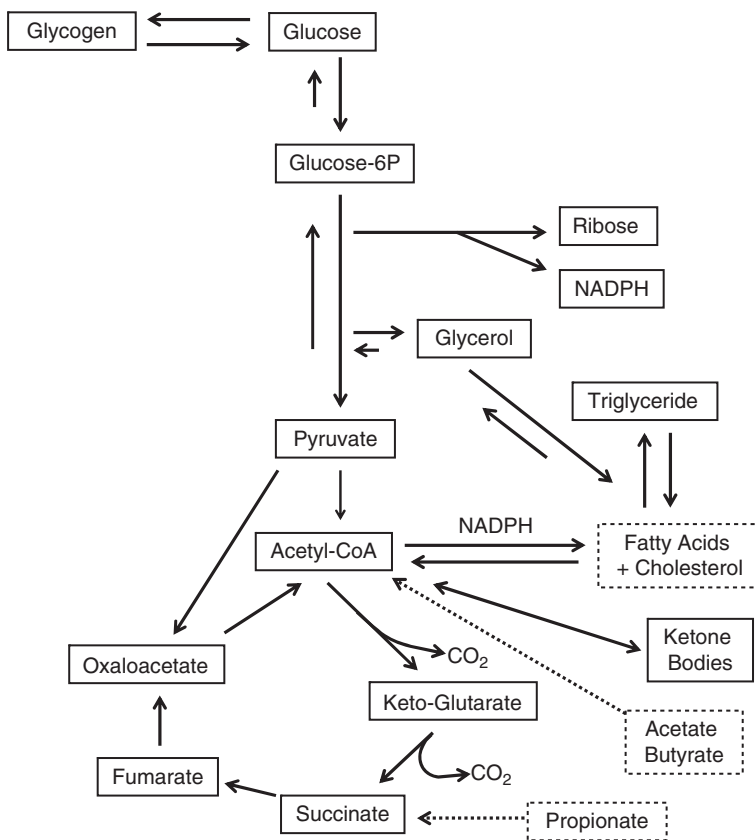 Glycogen
Glucose
Glucose-6P
Ribose
NADPH
Glycerol
Triglyceride
Pyruvate
NADPH
Acetyl-CoA
Fatty Acids
+ Cholesterol
Ketone
Bodies
Oxaloacetate
CO2
Keto-Glutarate
Acetate
Butyrate
Fumarate
CO2
Succinate
Propionate